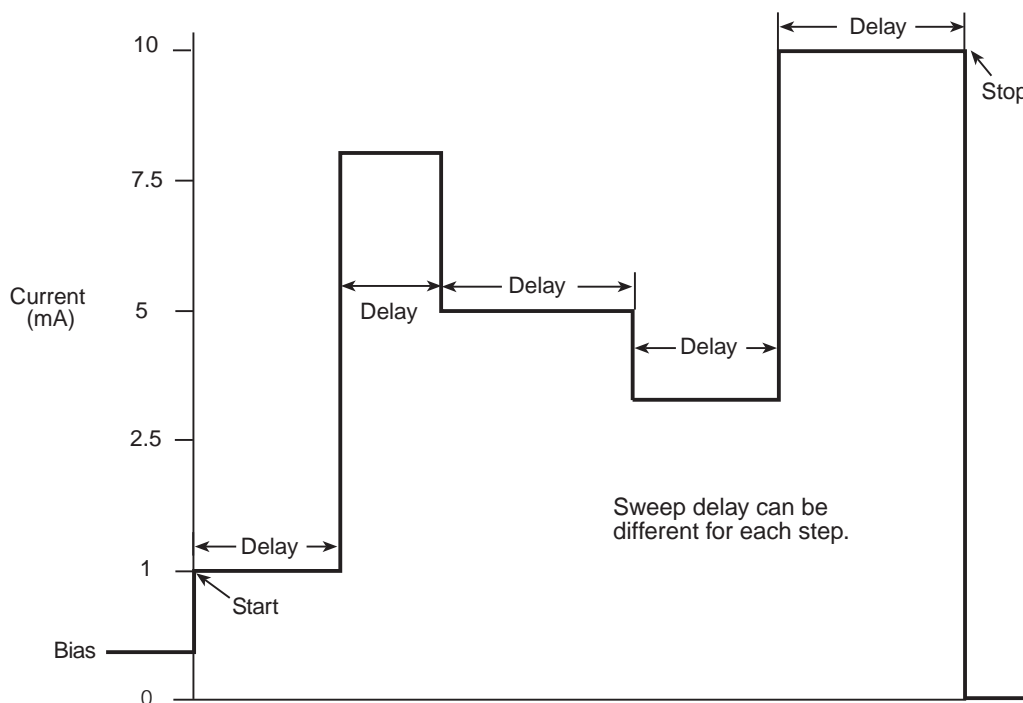 Delay
10
Stop
7.5
Delay
Current
(mA)
5
Delay
Delay
2.5
Sweep delay can be
different for each step.
Delay
1
Start
Bias
0